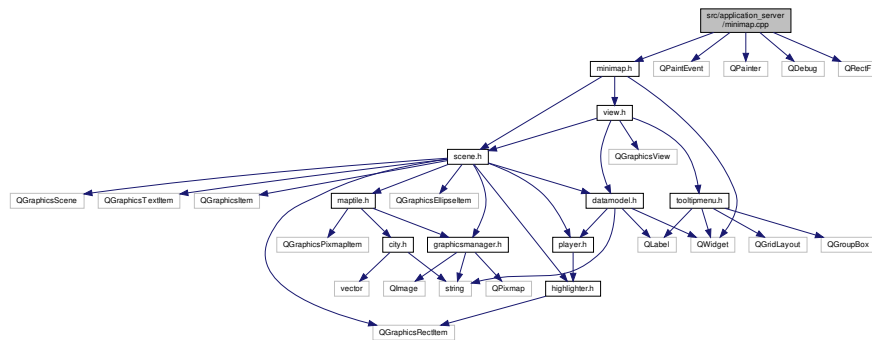 src/application_server
/minimap.cpp
minimap.h
QPaintEvent
QPainter
QDebug
QRectF
view.h
scene.h
QGraphicsView
QGraphicsScene
QGraphicsTextItem
QGraphicsItem
maptile.h
QGraphicsEllipseItem
datamodel.h
tooltipmenu.h
QGraphicsPixmapItem
city.h
graphicsmanager.h
player.h
QLabel
QWidget
QGridLayout
QGroupBox
vector
QImage
string
QPixmap
highlighter.h
QGraphicsRectItem